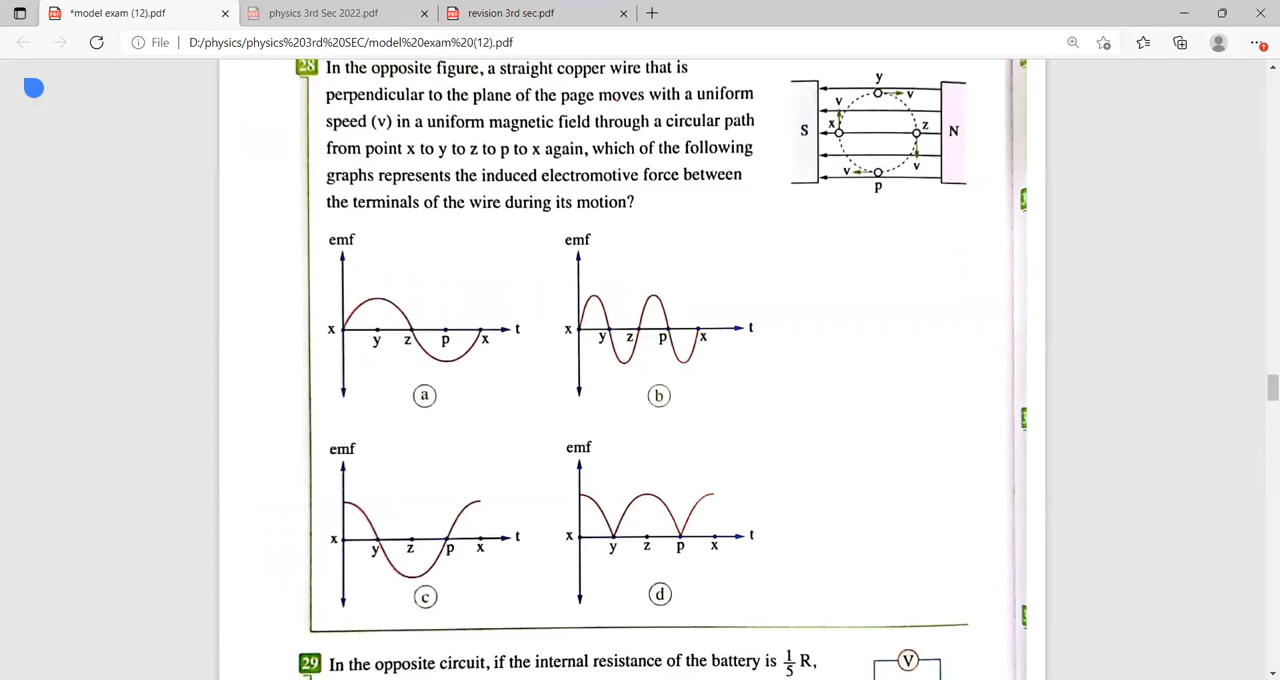 *model exam (12).pdf
physics 3rd Sec 2022.pdf
revision 3rd sec.pdf
File | D:/physics/physics%203rd%20SEC/model%20exam%20(12).pdf
28 In the opposite figure, a straight copper wire that is
perpendicular to the plane of the page moves with a uniform
speed (v) in a uniform magnetic field through a circular path
from point x to y to z to p to x again, which of the following
graphs represents the induced electromotive force between
the terminals of the wire during its motion?
y
v
v
S x z N
v
v
p
emf
x y z p x t
a
emf
x y z p x t
b
emf
x y z p x t
c
emf
x y z p x t
d
29 In the opposite circuit, if the internal resistance of the battery is 1/5 R,
V